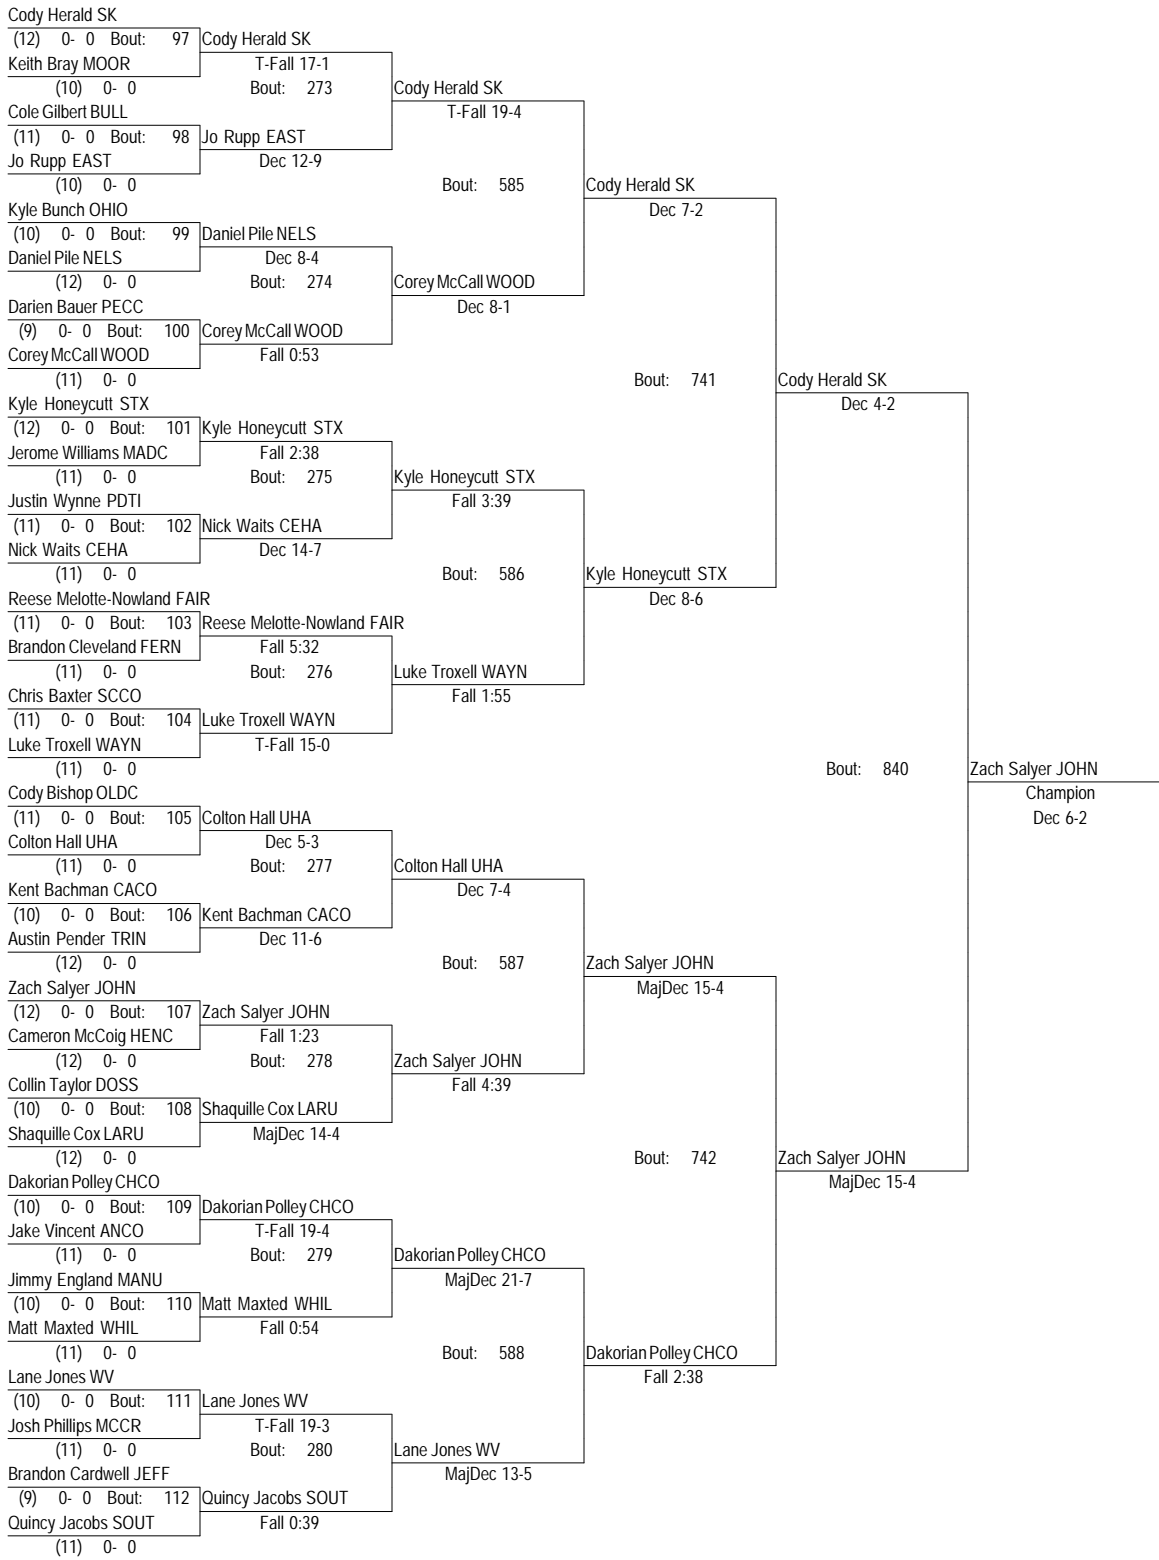 Cody Herald SK
(12) 0- 0 Bout: 97 Cody Herald SK
Keith Bray MOOR T-Fall 17-1
(10) 0- 0 Bout: 273 Cody Herald SK
Cole Gilbert BULL T-Fall 19-4
(11) 0- 0 Bout: 98 Jo Rupp EAST
Jo Rupp EAST Dec 12-9
(10) 0- 0 Bout: 585 Cody Herald SK
Kyle Bunch OHIO Dec 7-2
(10) 0- 0 Bout: 99 Daniel Pile NELS
Daniel Pile NELS Dec 8-4
(12) 0- 0 Bout: 274 Corey McCall WOOD
Darien Bauer PECC Dec 8-1
(9) 0- 0 Bout: 100 Corey McCall WOOD
Corey McCall WOOD Fall 0:53
(11) 0- 0 Bout: 741 Cody Herald SK
Kyle Honeycutt STX Dec 4-2
(12) 0- 0 Bout: 101 Kyle Honeycutt STX
Jerome Williams MADC Fall 2:38
(11) 0- 0 Bout: 275 Kyle Honeycutt STX
Justin Wynne PDTI Fall 3:39
(11) 0- 0 Bout: 102 Nick Waits CEHA
Nick Waits CEHA Dec 14-7
(11) 0- 0 Bout: 586 Kyle Honeycutt STX
Reese Melotte-Nowland FAIR Dec 8-6
(11) 0- 0 Bout: 103 Reese Melotte-Nowland FAIR
Brandon Cleveland FERN Fall 5:32
(11) 0- 0 Bout: 276 Luke Troxell WAYN
Chris Baxter SCCO Fall 1:55
(11) 0- 0 Bout: 104 Luke Troxell WAYN
Luke Troxell WAYN T-Fall 15-0
(11) 0- 0 Bout: 840 Zach Salyer JOHN
Cody Bishop OLDC Champion
(11) 0- 0 Bout: 105 Colton Hall UHA Dec 6-2
Colton Hall UHA Dec 5-3
(11) 0- 0 Bout: 277 Colton Hall UHA
Kent Bachman CACO Dec 7-4
(10) 0- 0 Bout: 106 Kent Bachman CACO
Austin Pender TRIN Dec 11-6
(12) 0- 0 Bout: 587 Zach Salyer JOHN
Zach Salyer JOHN MajDec 15-4
(12) 0- 0 Bout: 107 Zach Salyer JOHN
Cameron McCoig HENC Fall 1:23
(12) 0- 0 Bout: 278 Zach Salyer JOHN
Collin Taylor DOSS Fall 4:39
(10) 0- 0 Bout: 108 Shaquille Cox LARU
Shaquille Cox LARU MajDec 14-4
(12) 0- 0 Bout: 742 Zach Salyer JOHN
Dakorian Polley CHCO MajDec 15-4
(10) 0- 0 Bout: 109 Dakorian Polley CHCO
Jake Vincent ANCO T-Fall 19-4
(11) 0- 0 Bout: 279 Dakorian Polley CHCO
Jimmy England MANU MajDec 21-7
(10) 0- 0 Bout: 110 Matt Maxted WHIL
Matt Maxted WHIL Fall 0:54
(11) 0- 0 Bout: 588 Dakorian Polley CHCO
Lane Jones WV Fall 2:38
(10) 0- 0 Bout: 111 Lane Jones WV
Josh Phillips MCCR T-Fall 19-3
(11) 0- 0 Bout: 280 Lane Jones WV
Brandon Cardwell JEFF MajDec 13-5
(9) 0- 0 Bout: 112 Quincy Jacobs SOUT
Quincy Jacobs SOUT Fall 0:39
(11) 0- 0